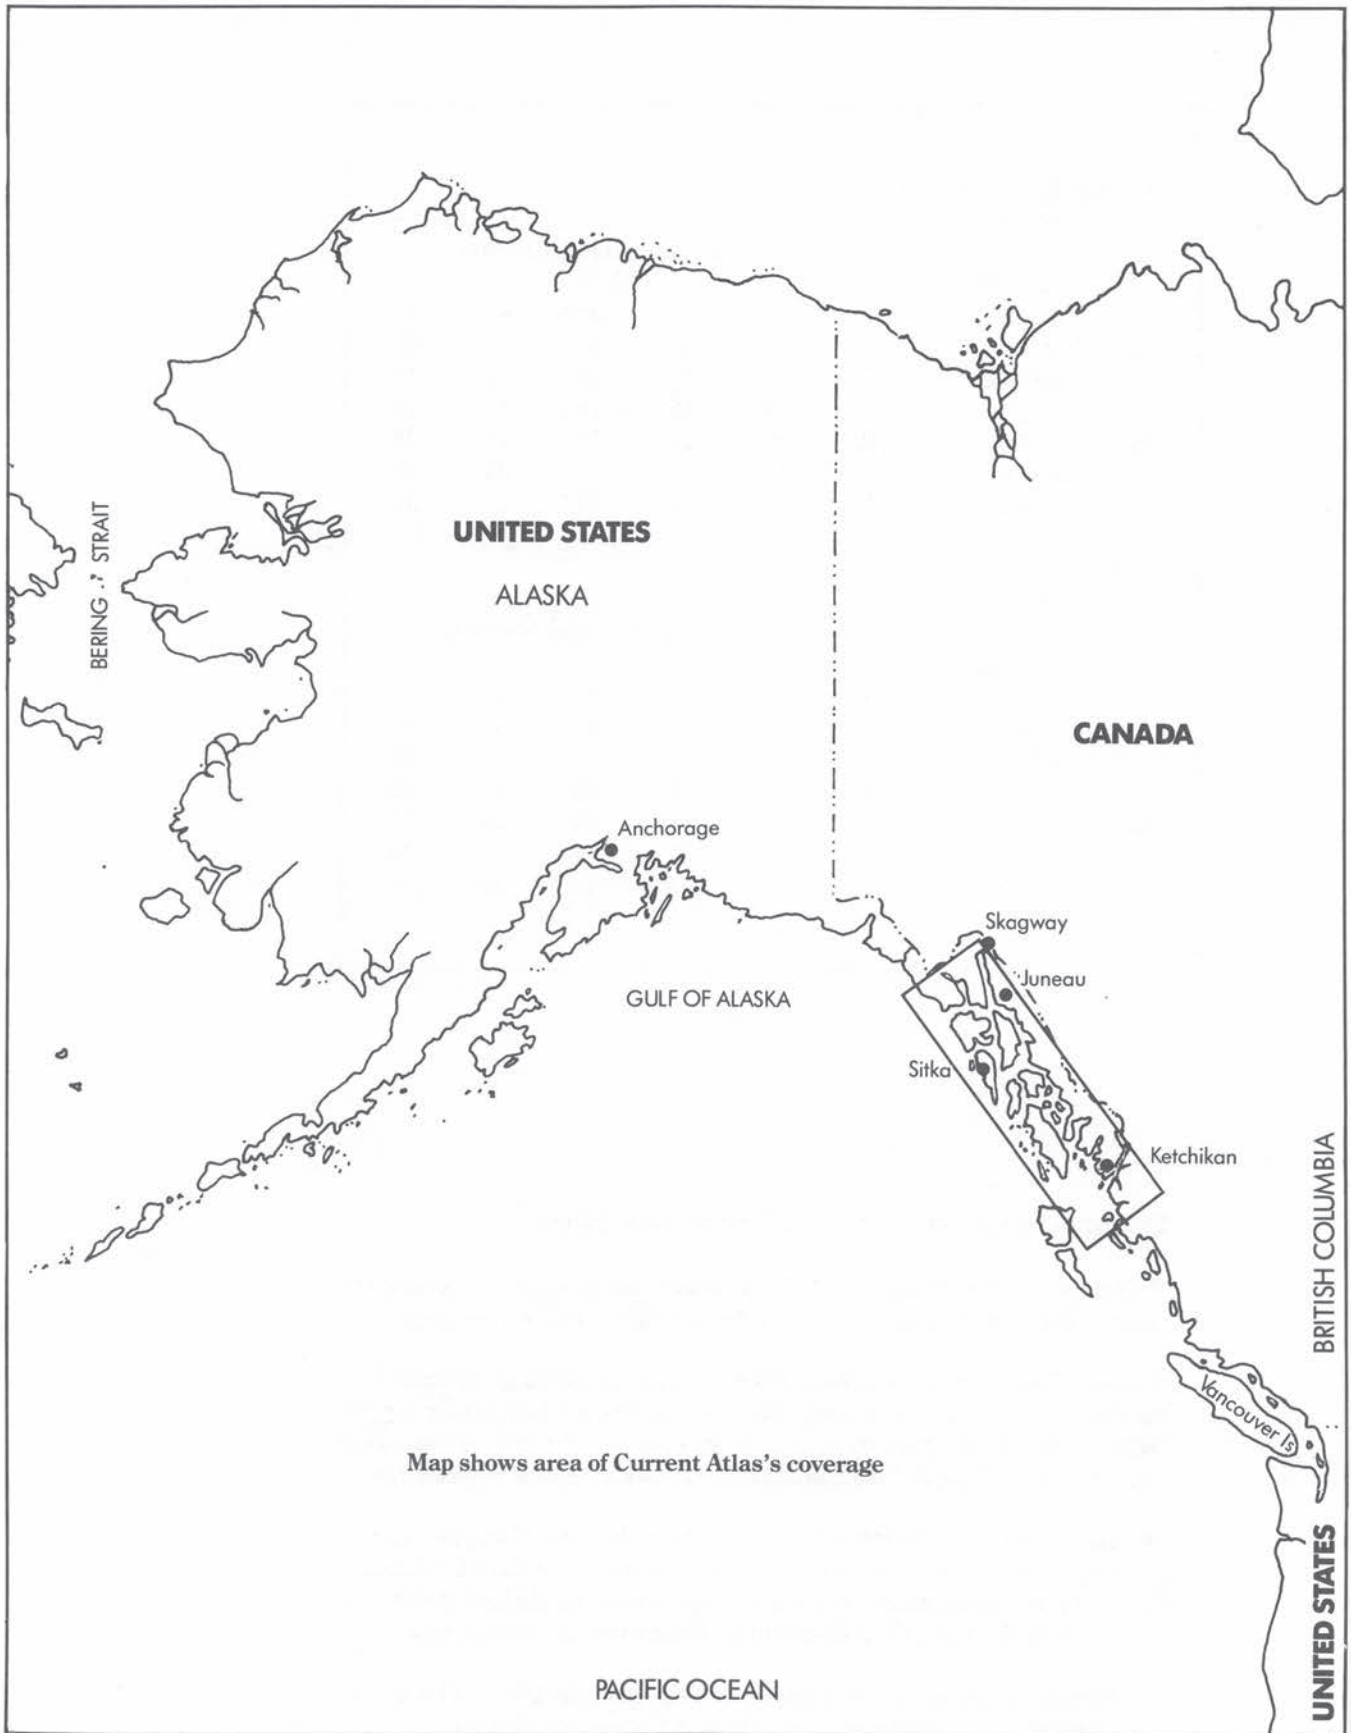 UNITED STATES
ALASKA
BERING STRAIT
CANADA
Anchorage
Skagway
Juneau
GULF OF ALASKA
Sitka
Ketchikan
BRITISH COLUMBIA
Vancouver Is
Map shows area of Current Atlas's coverage
UNITED STATES
PACIFIC OCEAN